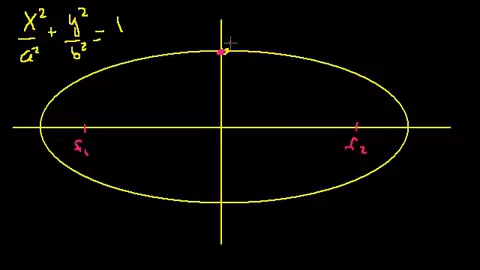 x²/a² + y²/b² = 1
f₁ f₂